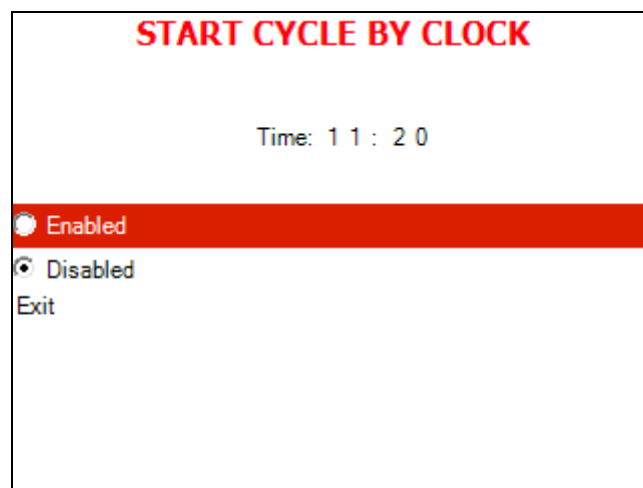 START CYCLE BY CLOCK
Time: 1 1 : 2 0
Enabled
Disabled
Exit